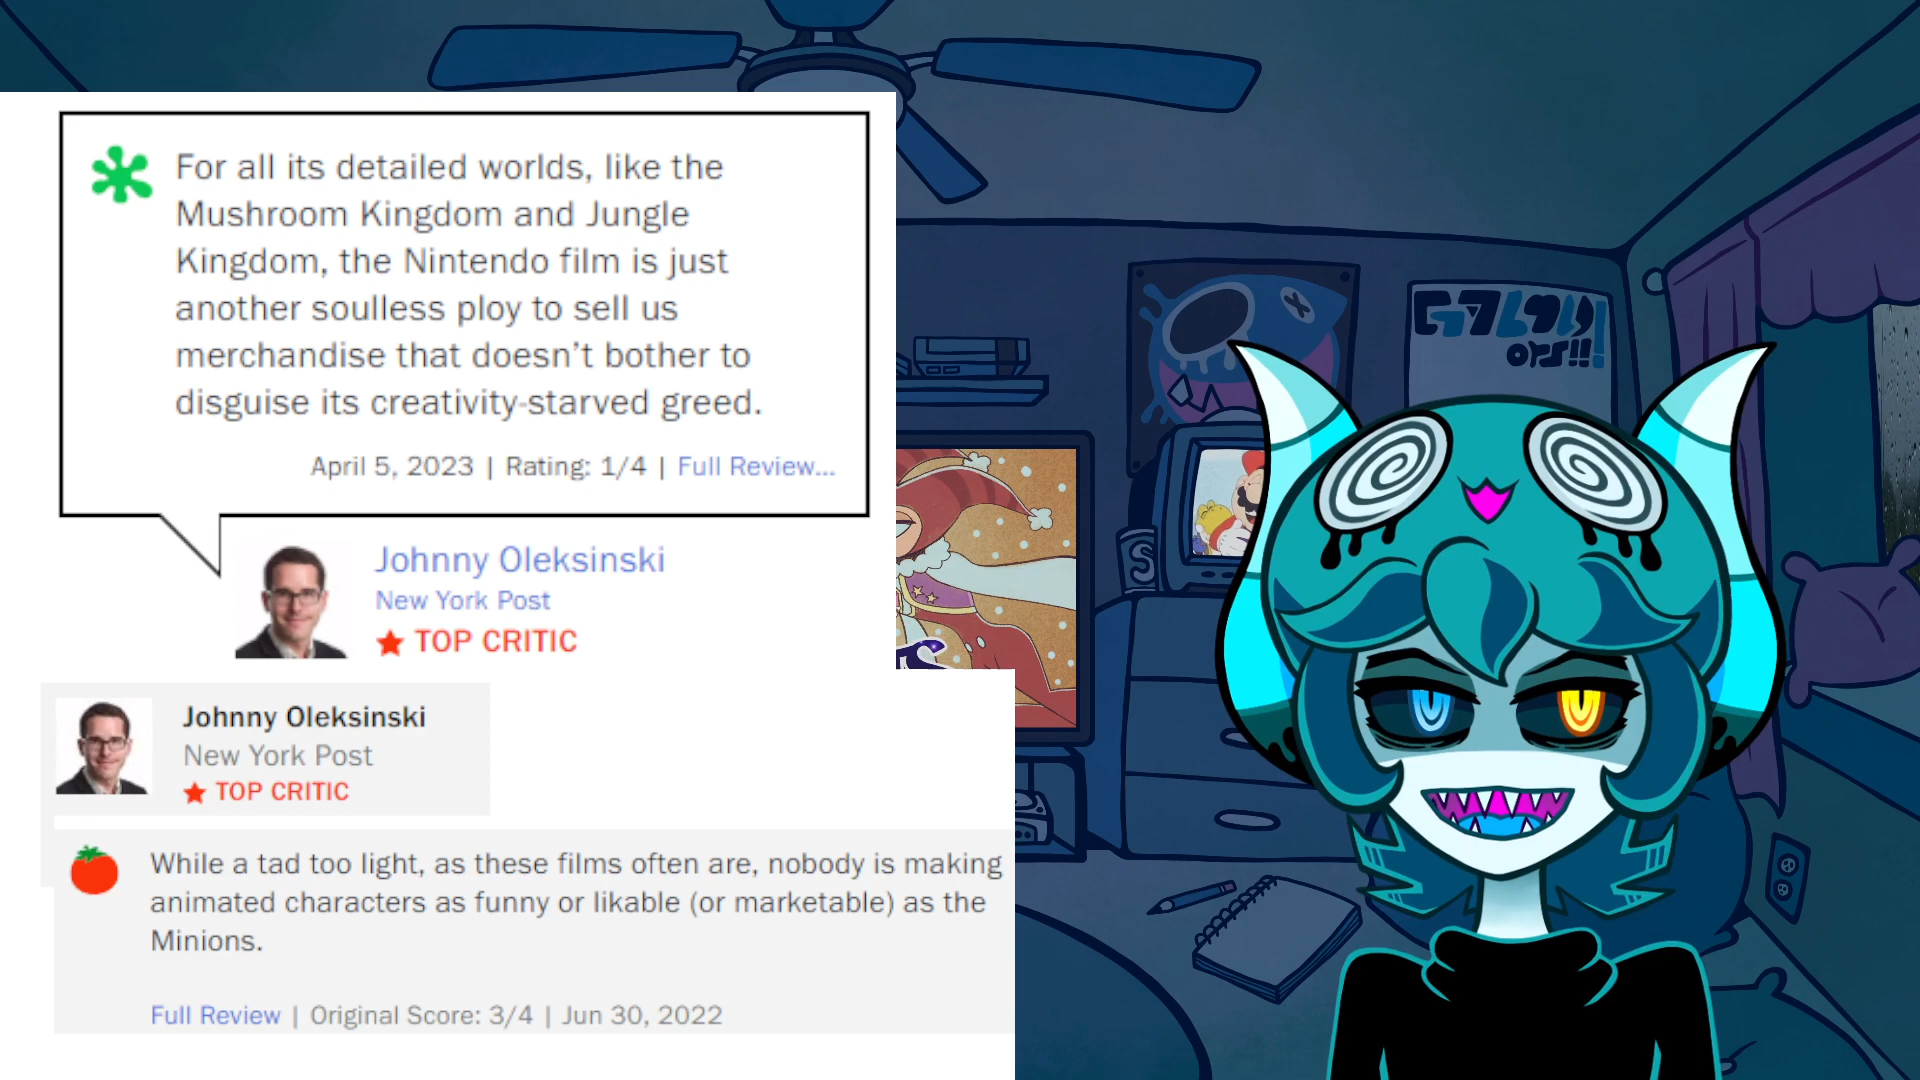 For all its detailed worlds, like the
Mushroom Kingdom and Jungle
Kingdom, the Nintendo film is just
another soulless ploy to sell us
merchandise that doesn't bother to
disguise its creativity-starved greed.
April 5, 2023 | Rating: 1/4 | Full Review...
Johnny Oleksinski
New York Post
TOP CRITIC
Johnny Oleksinski
New York Post
TOP CRITIC
While a tad too light, as these films often are, nobody is making
animated characters as funny or likable (or marketable) as the
Minions.
Full Review | Original Score: 3/4 | Jun 30, 2022
S